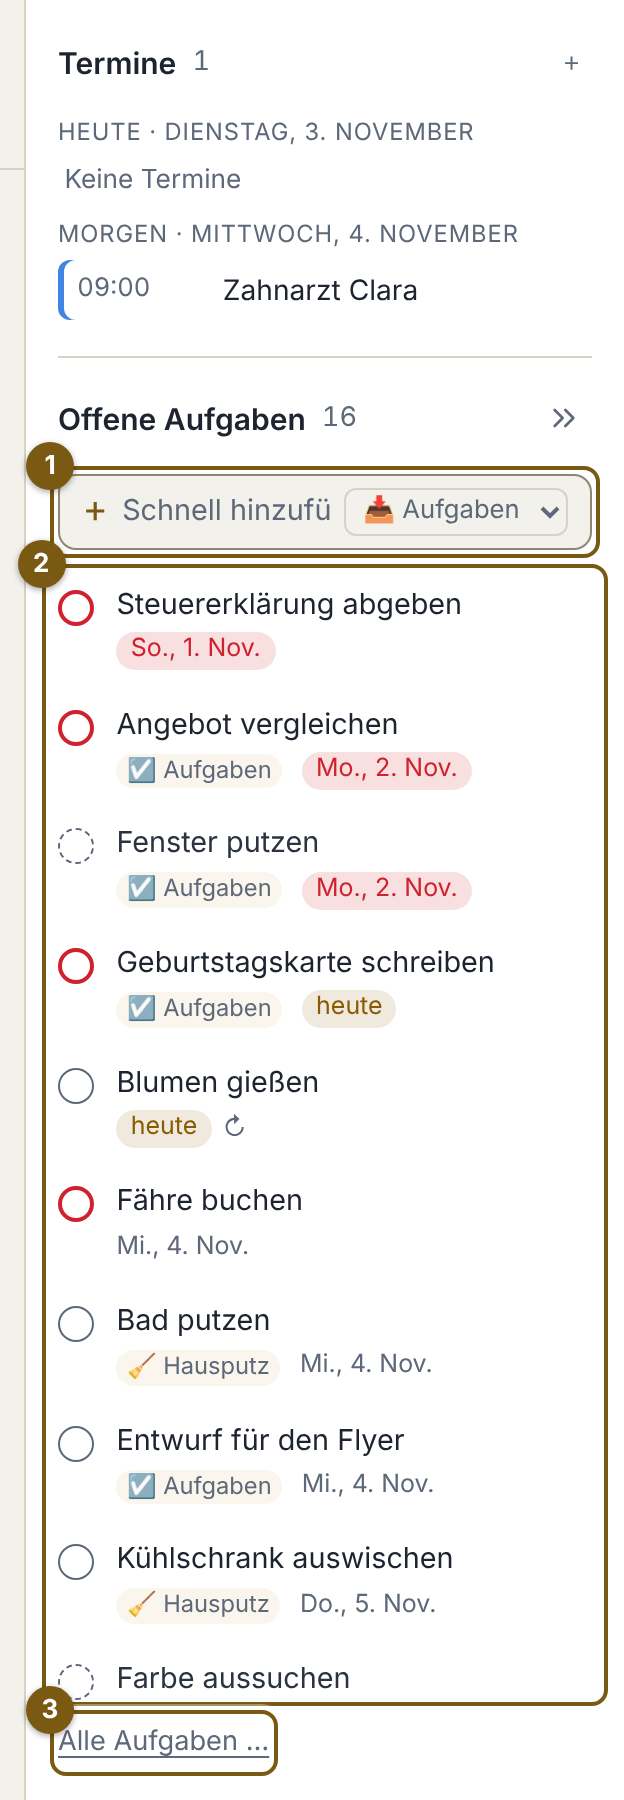 Termine 1 +
HEUTE · DIENSTAG, 3. NOVEMBER
Keine Termine
MORGEN · MITTWOCH, 4. NOVEMBER
09:00 Zahnarzt Clara
Offene Aufgaben 16 »
1
+ Schnell hinzufü 📥 Aufgaben
2
Steuererklärung abgeben
So., 1. Nov.
Angebot vergleichen
☑️ Aufgaben Mo., 2. Nov.
Fenster putzen
☑️ Aufgaben Mo., 2. Nov.
Geburtstagskarte schreiben
☑️ Aufgaben heute
Blumen gießen
heute ↻
Fähre buchen
Mi., 4. Nov.
Bad putzen
🧹 Hausputz Mi., 4. Nov.
Entwurf für den Flyer
☑️ Aufgaben Mi., 4. Nov.
Kühlschrank auswischen
🧹 Hausputz Do., 5. Nov.
Farbe aussuchen
3
Alle Aufgaben ...